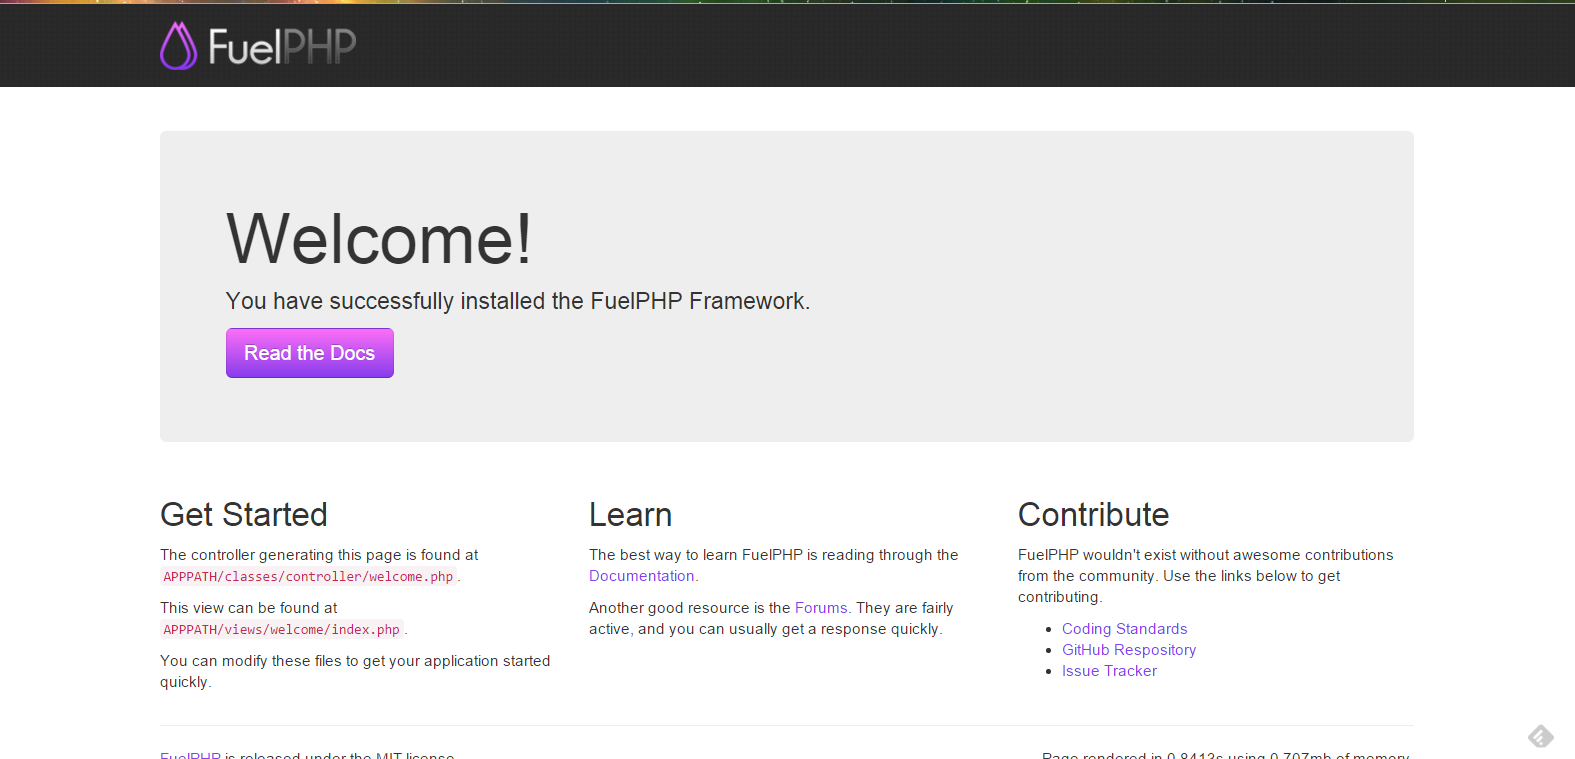 FuelPHP
Welcome!
You have successfully installed the FuelPHP Framework.
Read the Docs
Get Started
The controller generating this page is found at
APPPATH/classes/controller/welcome.php.
This view can be found at
APPPATH/views/welcome/index.php.
You can modify these files to get your application started
quickly.
Learn
The best way to learn FuelPHP is reading through the
Documentation.
Another good resource is the Forums. They are fairly
active, and you can usually get a response quickly.
Contribute
FuelPHP wouldn't exist without awesome contributions
from the community. Use the links below to get
contributing.
Coding Standards
GitHub Respository
Issue Tracker
FuelPHP is released under the MIT license.
Page rendered in 0.8413s using 0.707mb of memory.